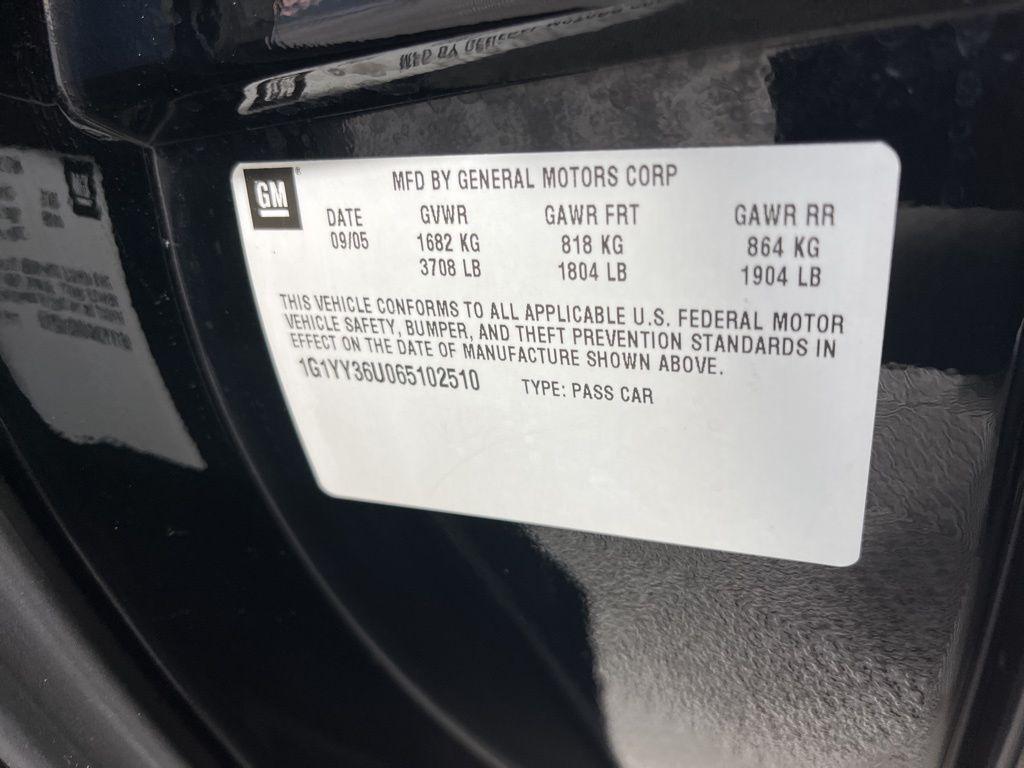 MFD BY GENERAL MOTORS CORP
GM
DATE GVWR GAWR FRT GAWR RR
09/05 1682 KG 818 KG 864 KG
3708 LB 1804 LB 1904 LB
THIS VEHICLE CONFORMS TO ALL APPLICABLE U.S. FEDERAL MOTOR
VEHICLE SAFETY, BUMPER, AND THEFT PREVENTION STANDARDS IN
EFFECT ON THE DATE OF MANUFACTURE SHOWN ABOVE.
1G1YY36U065102510 TYPE: PASS CAR